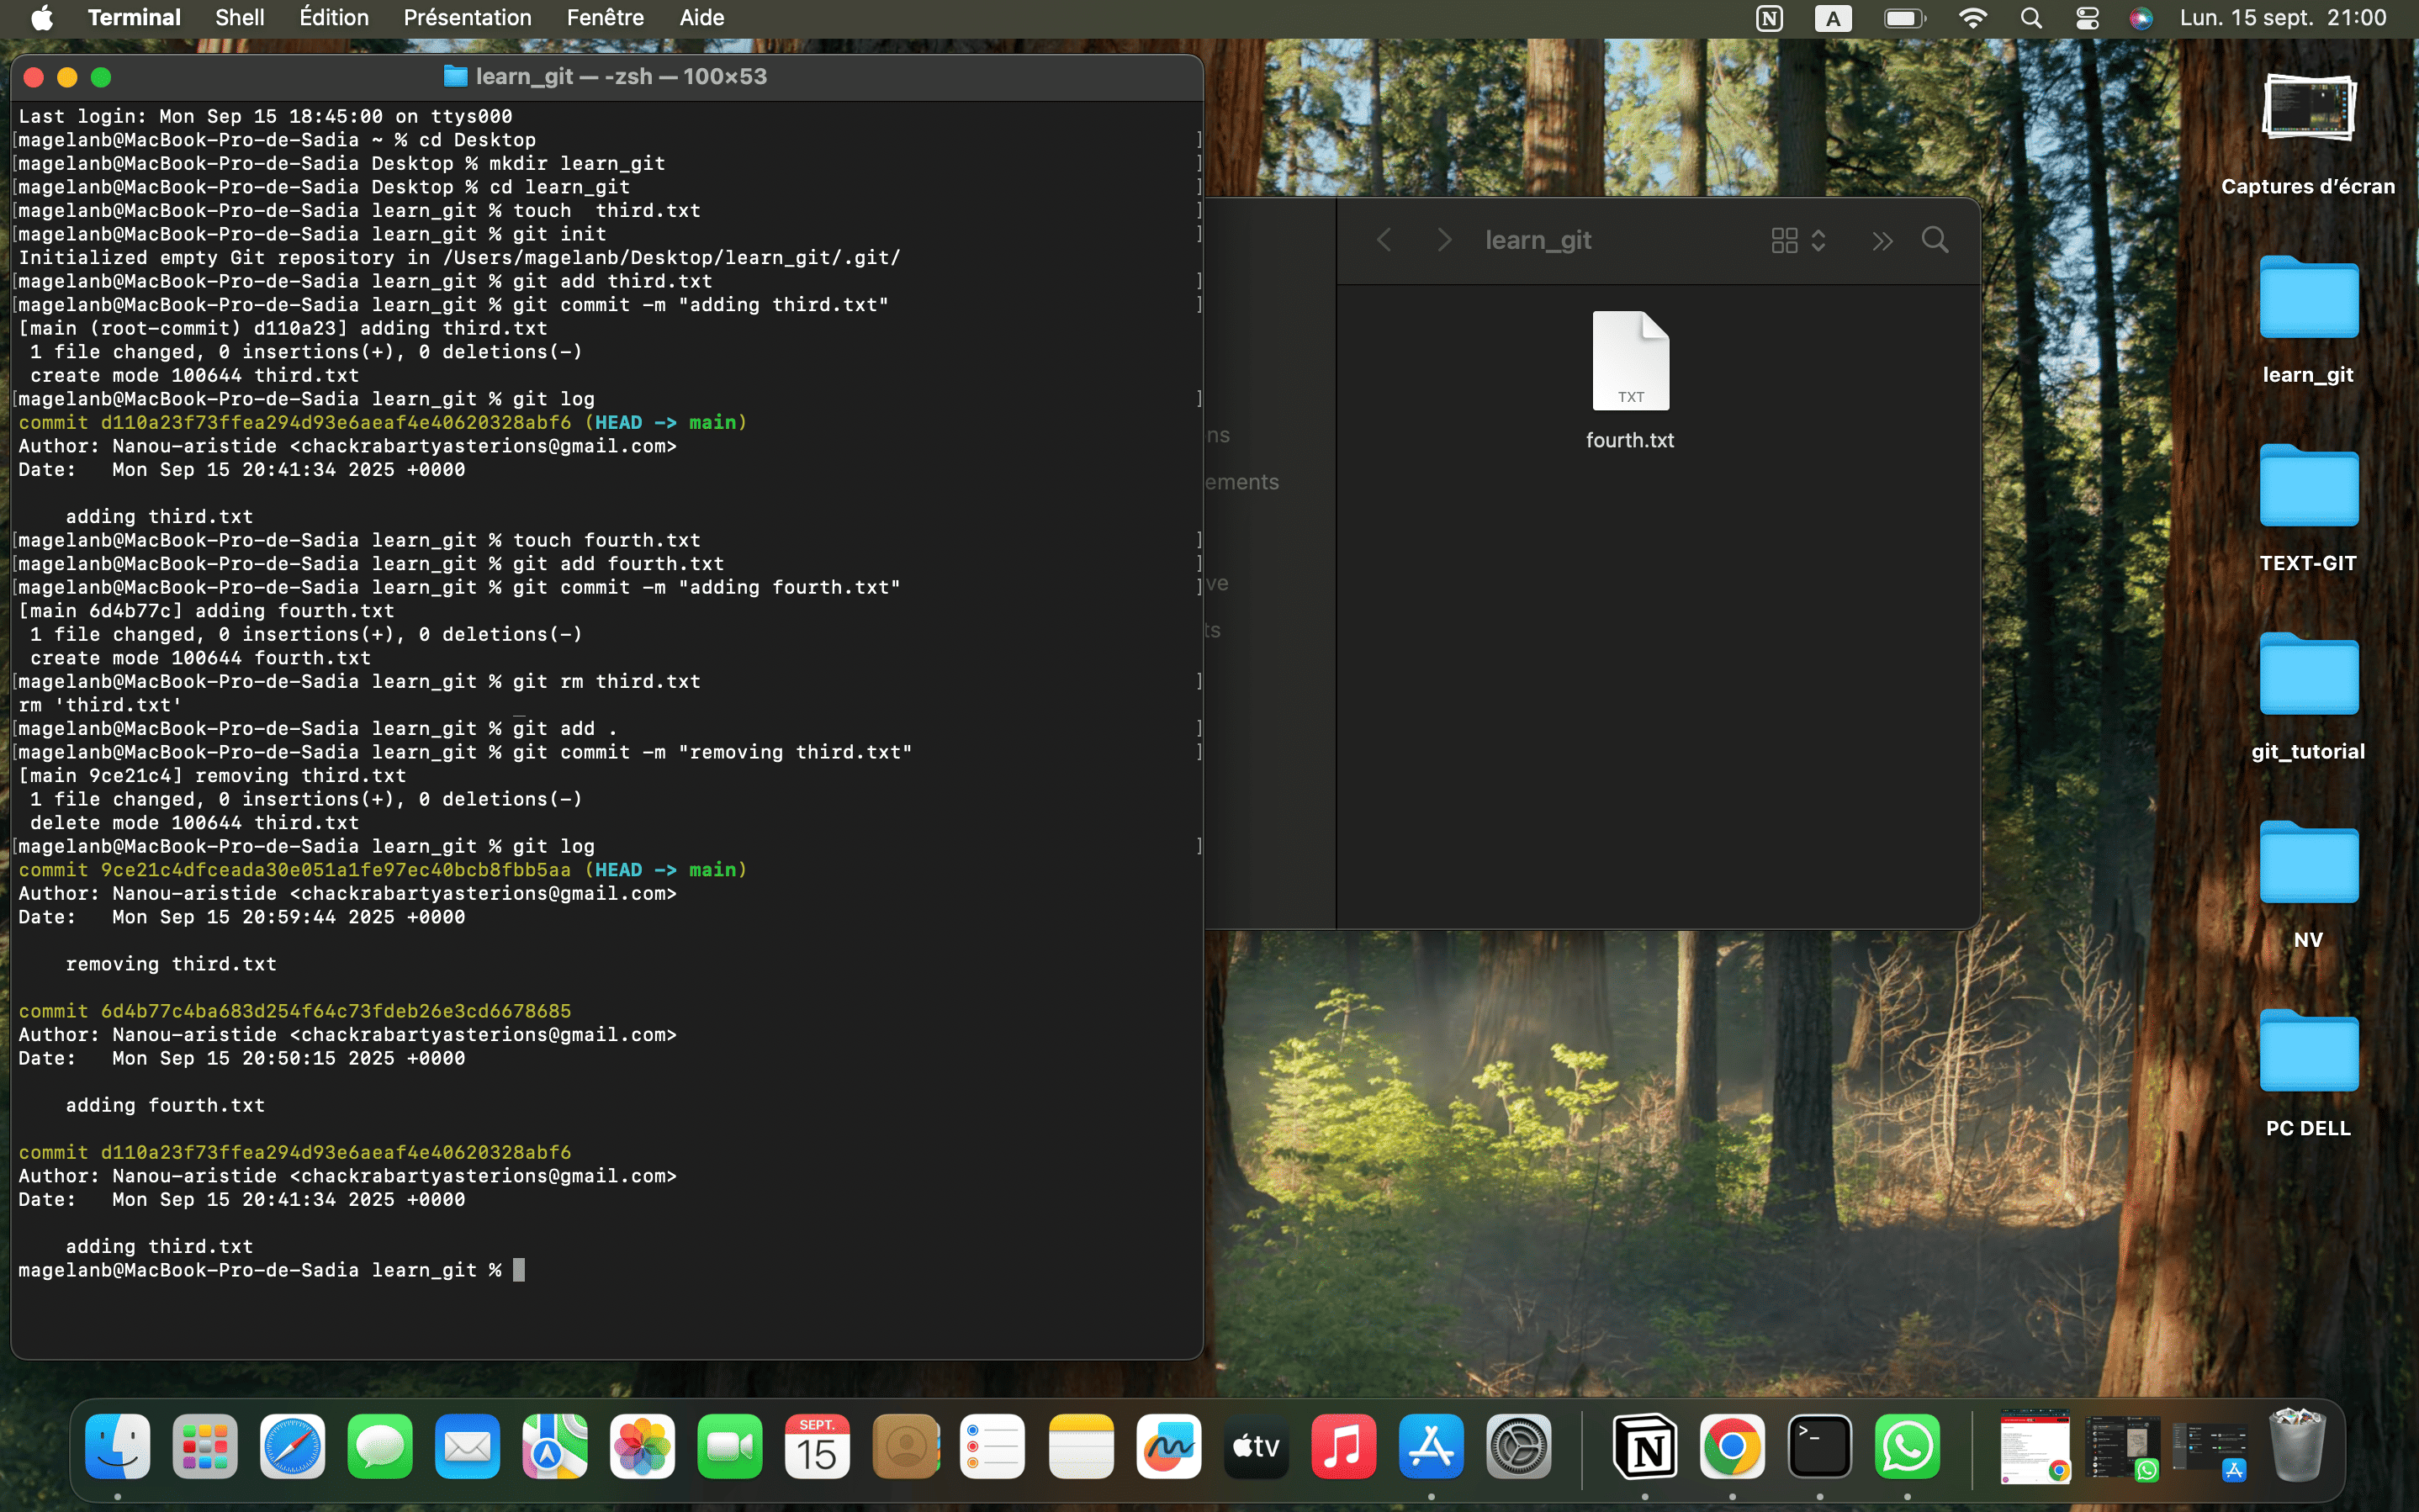 Terminal Shell Édition Présentation Fenêtre Aide
A Lun. 15 sept. 21:00
learn_git — -zsh — 100×53
Last login: Mon Sep 15 18:45:00 on ttys000
[magelanb@MacBook-Pro-de-Sadia ~ % cd Desktop ]
[magelanb@MacBook-Pro-de-Sadia Desktop % mkdir learn_git ]
[magelanb@MacBook-Pro-de-Sadia Desktop % cd learn_git ]
[magelanb@MacBook-Pro-de-Sadia learn_git % touch  third.txt ]
[magelanb@MacBook-Pro-de-Sadia learn_git % git init ]
Initialized empty Git repository in /Users/magelanb/Desktop/learn_git/.git/
[magelanb@MacBook-Pro-de-Sadia learn_git % git add third.txt ]
[magelanb@MacBook-Pro-de-Sadia learn_git % git commit -m "adding third.txt" ]
[main (root-commit) d110a23] adding third.txt
 1 file changed, 0 insertions(+), 0 deletions(-)
 create mode 100644 third.txt
[magelanb@MacBook-Pro-de-Sadia learn_git % git log ]
commit d110a23f73ffea294d93e6aeaf4e40620328abf6 (HEAD -> main)
Author: Nanou-aristide <chackrabartyasterions@gmail.com>
Date:   Mon Sep 15 20:41:34 2025 +0000
    adding third.txt
[magelanb@MacBook-Pro-de-Sadia learn_git % touch fourth.txt ]
[magelanb@MacBook-Pro-de-Sadia learn_git % git add fourth.txt ]
[magelanb@MacBook-Pro-de-Sadia learn_git % git commit -m "adding fourth.txt" ]
[main 6d4b77c] adding fourth.txt
 1 file changed, 0 insertions(+), 0 deletions(-)
 create mode 100644 fourth.txt
[magelanb@MacBook-Pro-de-Sadia learn_git % git rm third.txt ]
rm 'third.txt'
[magelanb@MacBook-Pro-de-Sadia learn_git % git add . ]
[magelanb@MacBook-Pro-de-Sadia learn_git % git commit -m "removing third.txt" ]
[main 9ce21c4] removing third.txt
 1 file changed, 0 insertions(+), 0 deletions(-)
 delete mode 100644 third.txt
[magelanb@MacBook-Pro-de-Sadia learn_git % git log ]
commit 9ce21c4dfceada30e051a1fe97ec40bcb8fbb5aa (HEAD -> main)
Author: Nanou-aristide <chackrabartyasterions@gmail.com>
Date:   Mon Sep 15 20:59:44 2025 +0000
    removing third.txt
commit 6d4b77c4ba683d254f64c73fdeb26e3cd6678685
Author: Nanou-aristide <chackrabartyasterions@gmail.com>
Date:   Mon Sep 15 20:50:15 2025 +0000
    adding fourth.txt
commit d110a23f73ffea294d93e6aeaf4e40620328abf6
Author: Nanou-aristide <chackrabartyasterions@gmail.com>
Date:   Mon Sep 15 20:41:34 2025 +0000
    adding third.txt
magelanb@MacBook-Pro-de-Sadia learn_git %
learn_git
ns
ements
ve
ts
TXT
fourth.txt
Captures d'écran
learn_git
TEXT-GIT
git_tutorial
NV
PC DELL
SEPT.
15
tv
N
>_